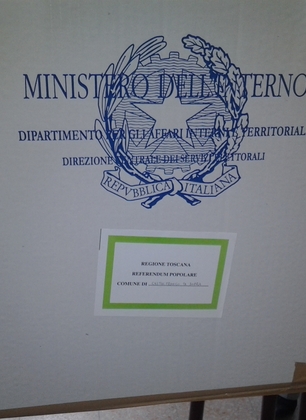 MINISTERO DELL'INTERNO
DIPARTIMENTO PER GLI AFFARI INTERNI E TERRITORIALI
DIREZIONE CENTRALE DEI SERVIZI ELETTORALI
REPVBBLICA ITALIANA
REGIONE TOSCANA
REFERENDUM POPOLARE
COMUNE DI